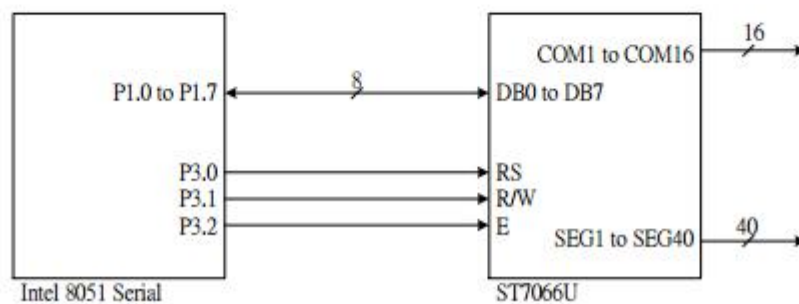 16
COM1 to COM16
8
P1.0 to P1.7
DB0 to DB7
P3.0
RS
P3.1
R/W
P3.2
E
40
SEG1 to SEG40
Intel 8051 Serial
ST7066U